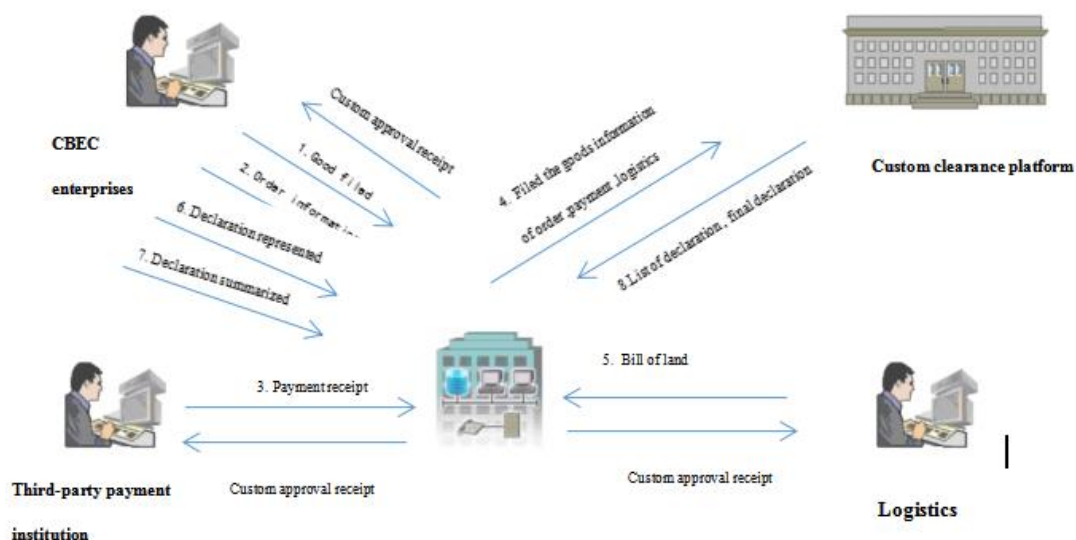 CBEC
enterprises
Custom approval receipt
1. Good filed
2. Order
6. Declaration represented
7. Declaration summarized
4. Filed the goods information
of order ,payment ,logistics
8.List of declaration , final declaration
Custom clearance platform
3. Payment receipt
5. Bill of land
Custom approval receipt
Custom approval receipt
Third-party payment
institution
Logistics